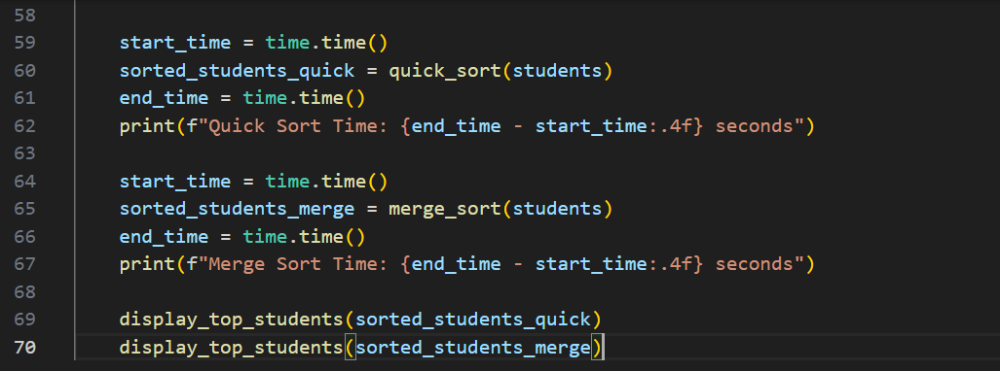 58
59 start_time = time.time()
60 sorted_students_quick = quick_sort(students)
61 end_time = time.time()
62 print(f"Quick Sort Time: {end_time - start_time:.4f} seconds")
63
64 start_time = time.time()
65 sorted_students_merge = merge_sort(students)
66 end_time = time.time()
67 print(f"Merge Sort Time: {end_time - start_time:.4f} seconds")
68
69 display_top_students(sorted_students_quick)
70 display_top_students(sorted_students_merge)